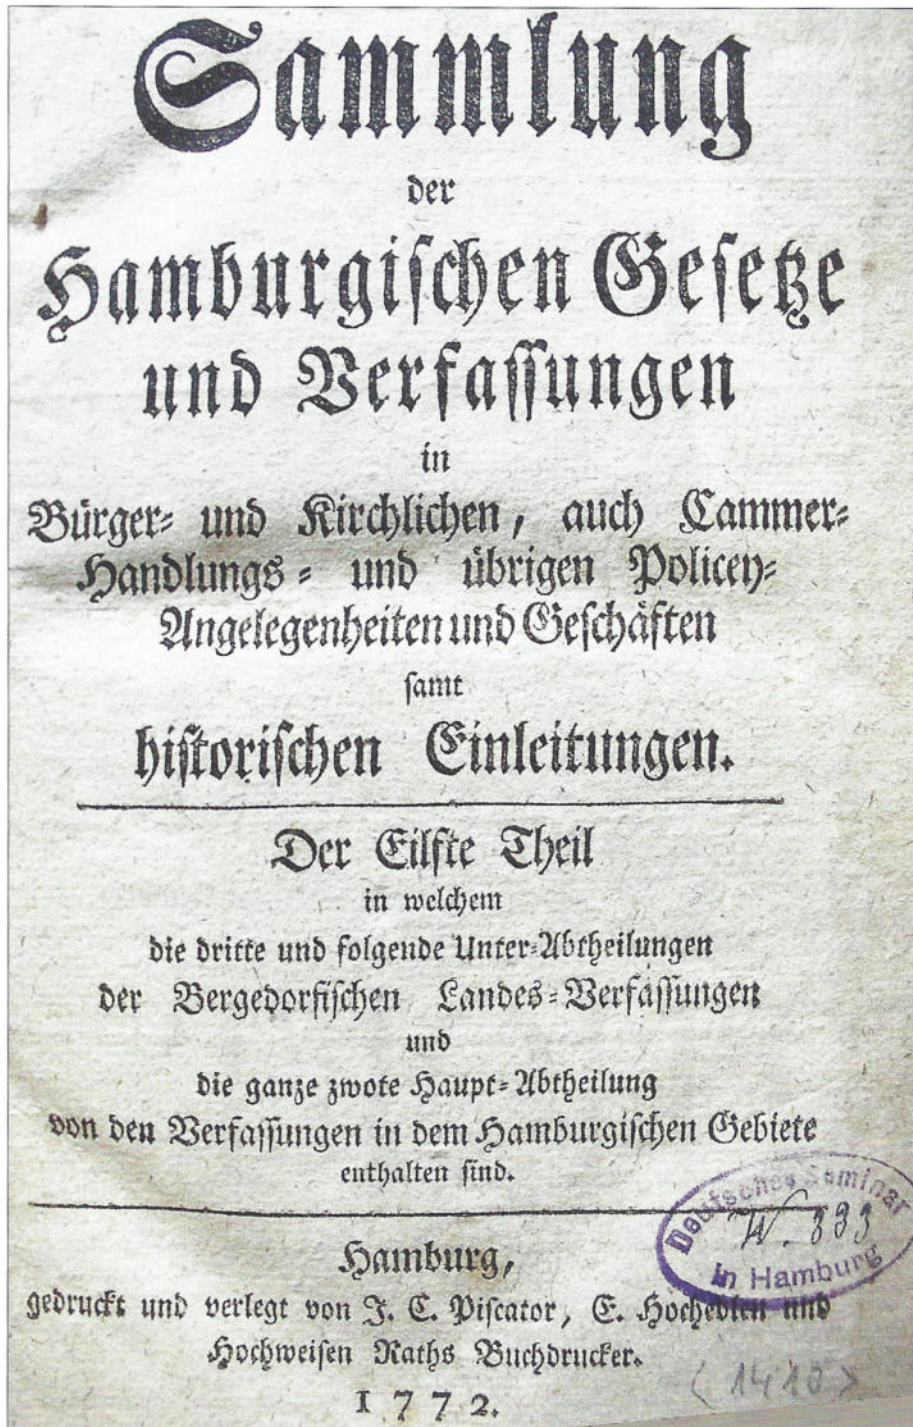 Sammlung
der
Hamburgischen Gesetze
und Verfassungen
in
Bürger- und Kirchlichen, auch Cammer-
Handlungs- und übrigen Policey-
Angelegenheiten und Geschäften
samt
historischen Einleitungen.
Der Eilfte Theil
in welchem
die dritte und folgende Unter-Abtheilungen
der Bergedorfischen Landes-Verfassungen
und
die ganze zwote Haupt-Abtheilung
von den Verfassungen in dem Hamburgischen Gebiete
enthalten sind.
Deutsches Seminar
W. 333
in Hamburg
Hamburg,
gedruckt und verlegt von J. C. Piscator, E. Hochedlen und
Hochweisen Raths Buchdrucker.
1772.